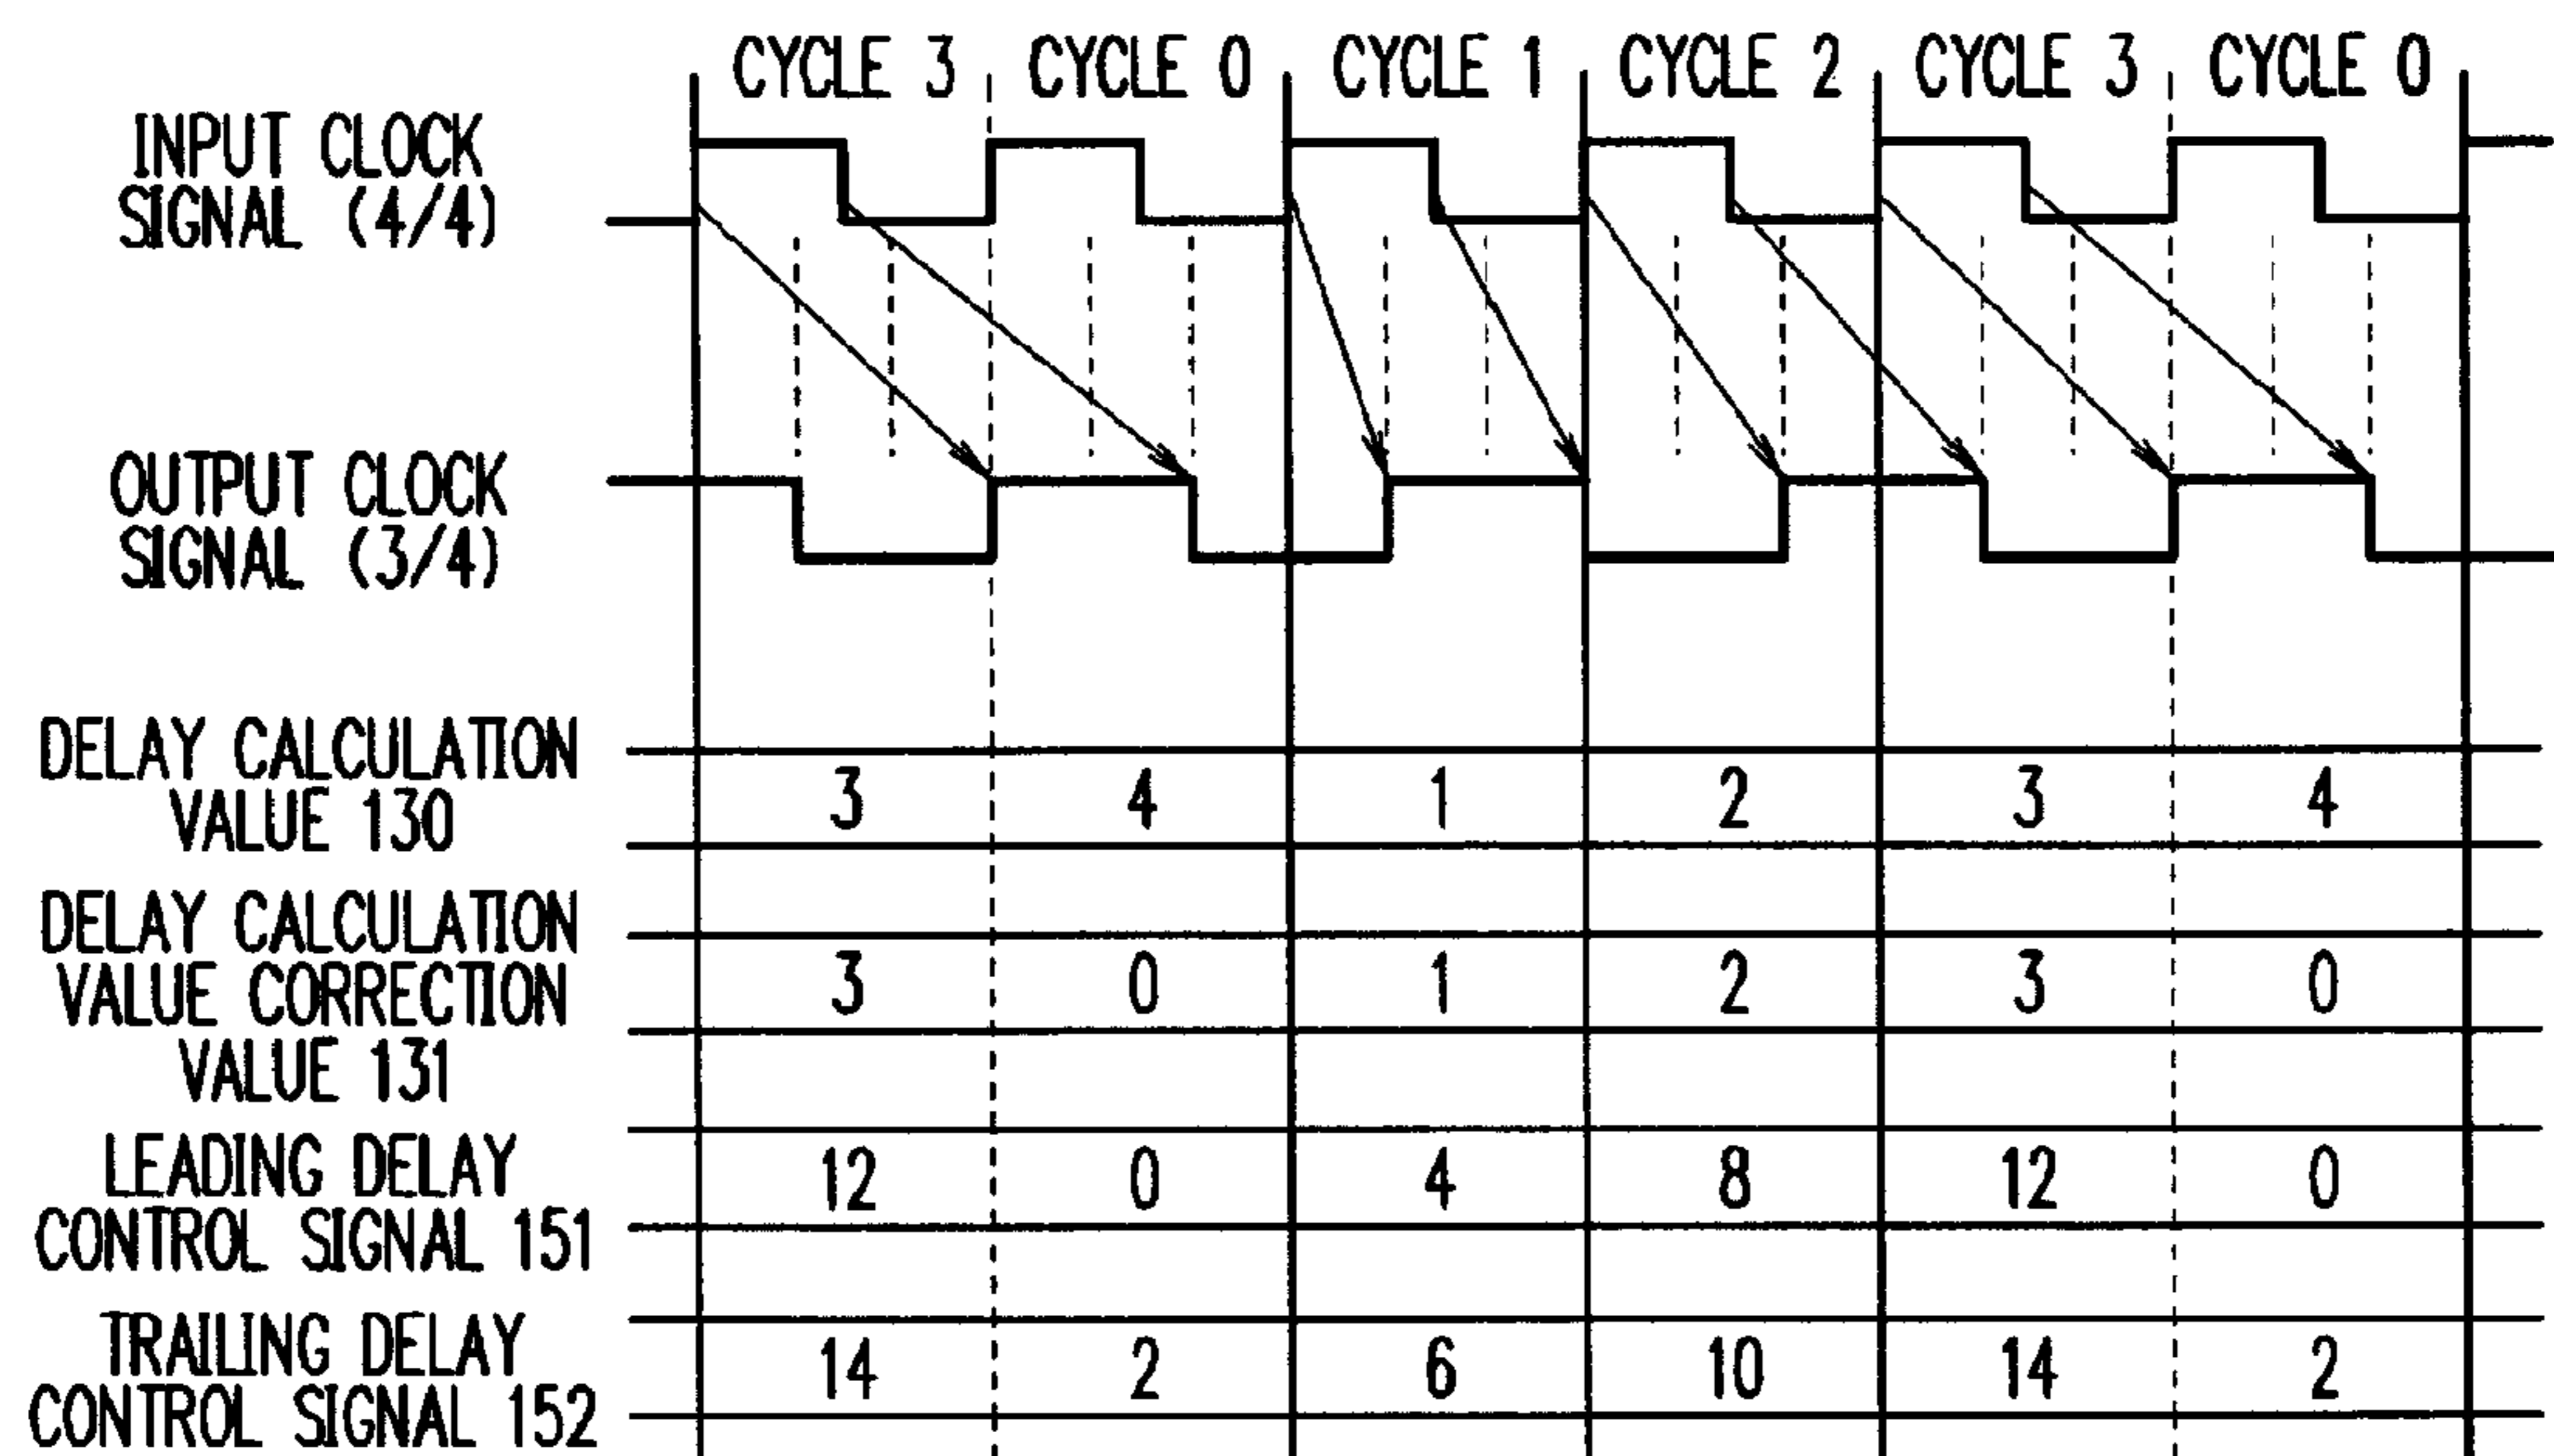 CYCLE 3 CYCLE 0 CYCLE 1 CYCLE 2 CYCLE 3 CYCLE 0
INPUT CLOCK
SIGNAL (4/4)
OUTPUT CLOCK
SIGNAL (3/4)
DELAY CALCULATION
VALUE 130
3 4 1 2 3 4
DELAY CALCULATION
VALUE CORRECTION
VALUE 131
3 0 1 2 3 0
LEADING DELAY
CONTROL SIGNAL 151
12 0 4 8 12 0
TRAILING DELAY
CONTROL SIGNAL 152
14 2 6 10 14 2